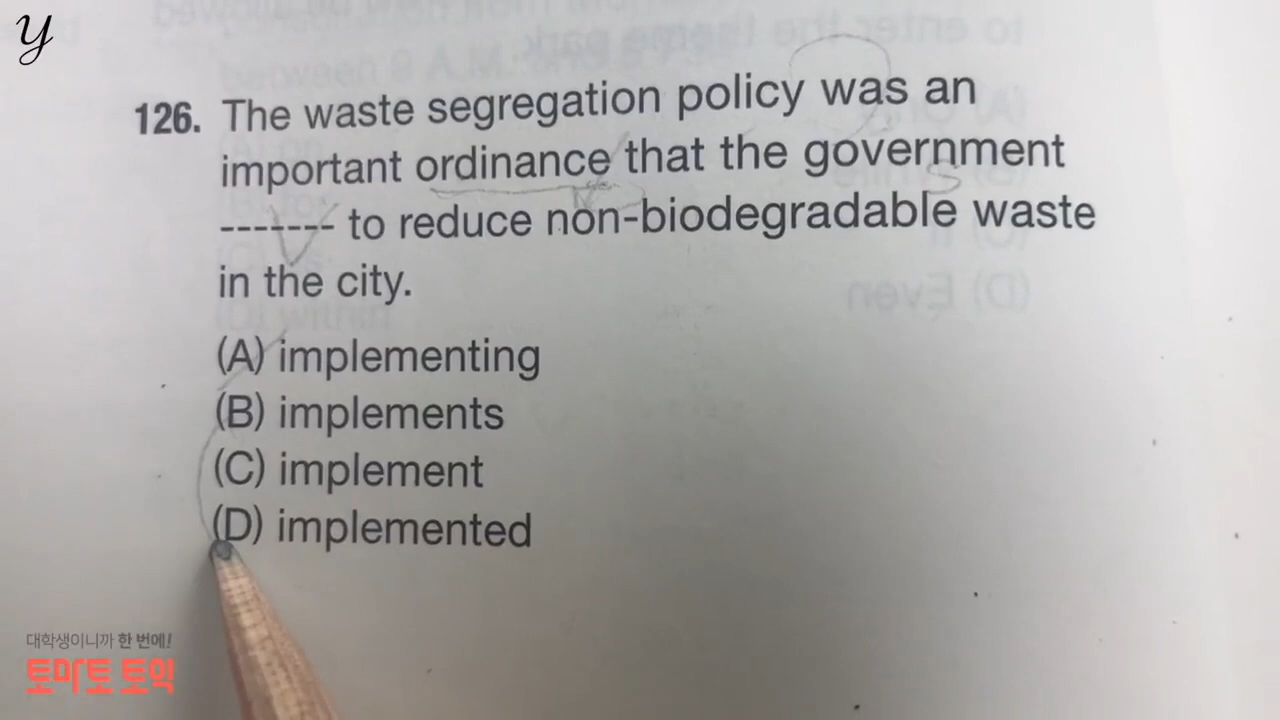 y
126. The waste segregation policy was an
important ordinance that the government
------- to reduce non-biodegradable waste
in the city.
(A) implementing
(B) implements
(C) implement
(D) implemented
대학생이니까 한 번에!
토마토 토익